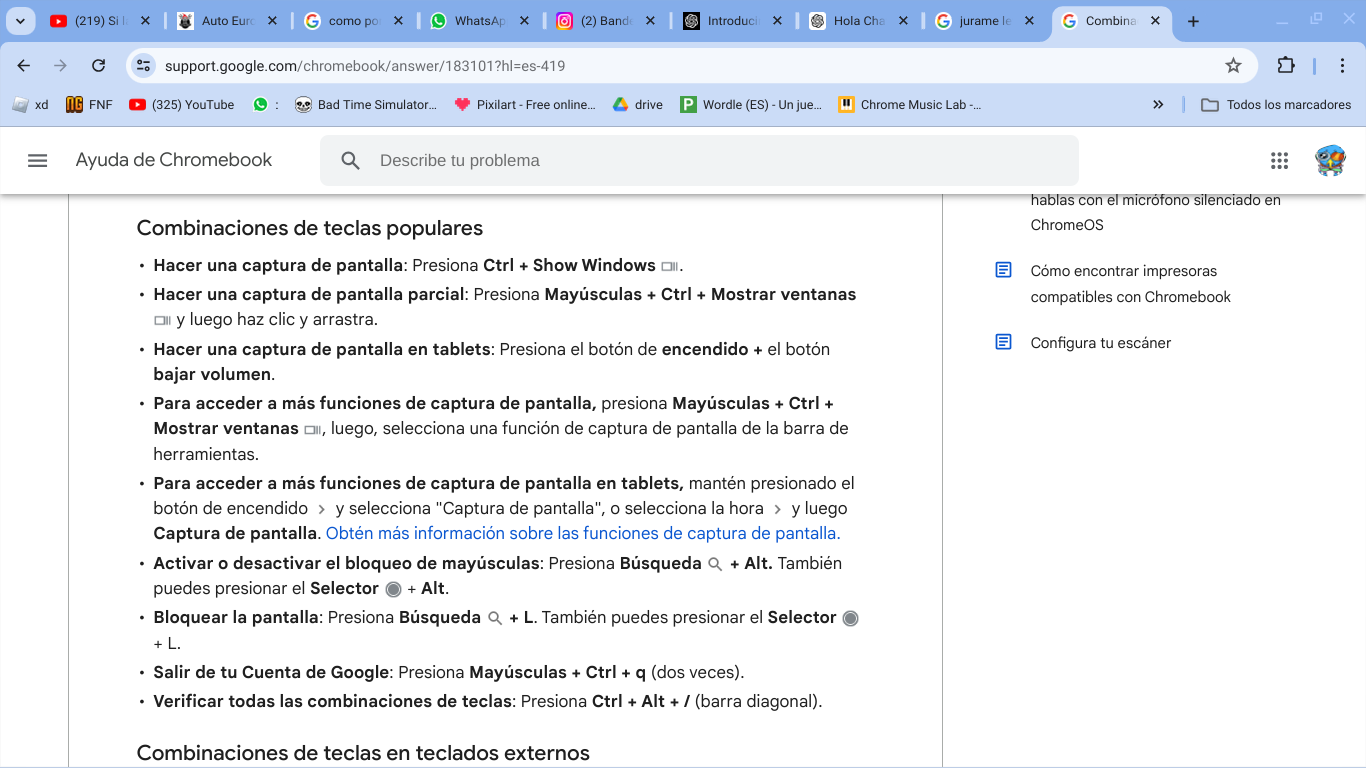 (219) Si l
Auto Euro
como po
WhatsAp
(2) Bande
Introducin
Hola Cha
jurame le
Combina
support.google.com/chromebook/answer/183101?hl=es-419
xd
FNF
(325) YouTube
:
Bad Time Simulator...
Pixilart - Free online...
drive
Wordle (ES) - Un jue...
Chrome Music Lab -...
»
Todos los marcadores
Ayuda de Chromebook
Describe tu problema
Combinaciones de teclas populares
• Hacer una captura de pantalla: Presiona Ctrl + Show Windows .
• Hacer una captura de pantalla parcial: Presiona Mayúsculas + Ctrl + Mostrar ventanas
y luego haz clic y arrastra.
• Hacer una captura de pantalla en tablets: Presiona el botón de encendido + el botón
bajar volumen.
• Para acceder a más funciones de captura de pantalla, presiona Mayúsculas + Ctrl +
Mostrar ventanas , luego, selecciona una función de captura de pantalla de la barra de
herramientas.
• Para acceder a más funciones de captura de pantalla en tablets, mantén presionado el
botón de encendido > y selecciona "Captura de pantalla", o selecciona la hora > y luego
Captura de pantalla. Obtén más información sobre las funciones de captura de pantalla.
• Activar o desactivar el bloqueo de mayúsculas: Presiona Búsqueda + Alt. También
puedes presionar el Selector + Alt.
• Bloquear la pantalla: Presiona Búsqueda + L. También puedes presionar el Selector
+ L.
• Salir de tu Cuenta de Google: Presiona Mayúsculas + Ctrl + q (dos veces).
• Verificar todas las combinaciones de teclas: Presiona Ctrl + Alt + / (barra diagonal).
Combinaciones de teclas en teclados externos
hablas con el micrófono silenciado en
ChromeOS
Cómo encontrar impresoras
compatibles con Chromebook
Configura tu escáner